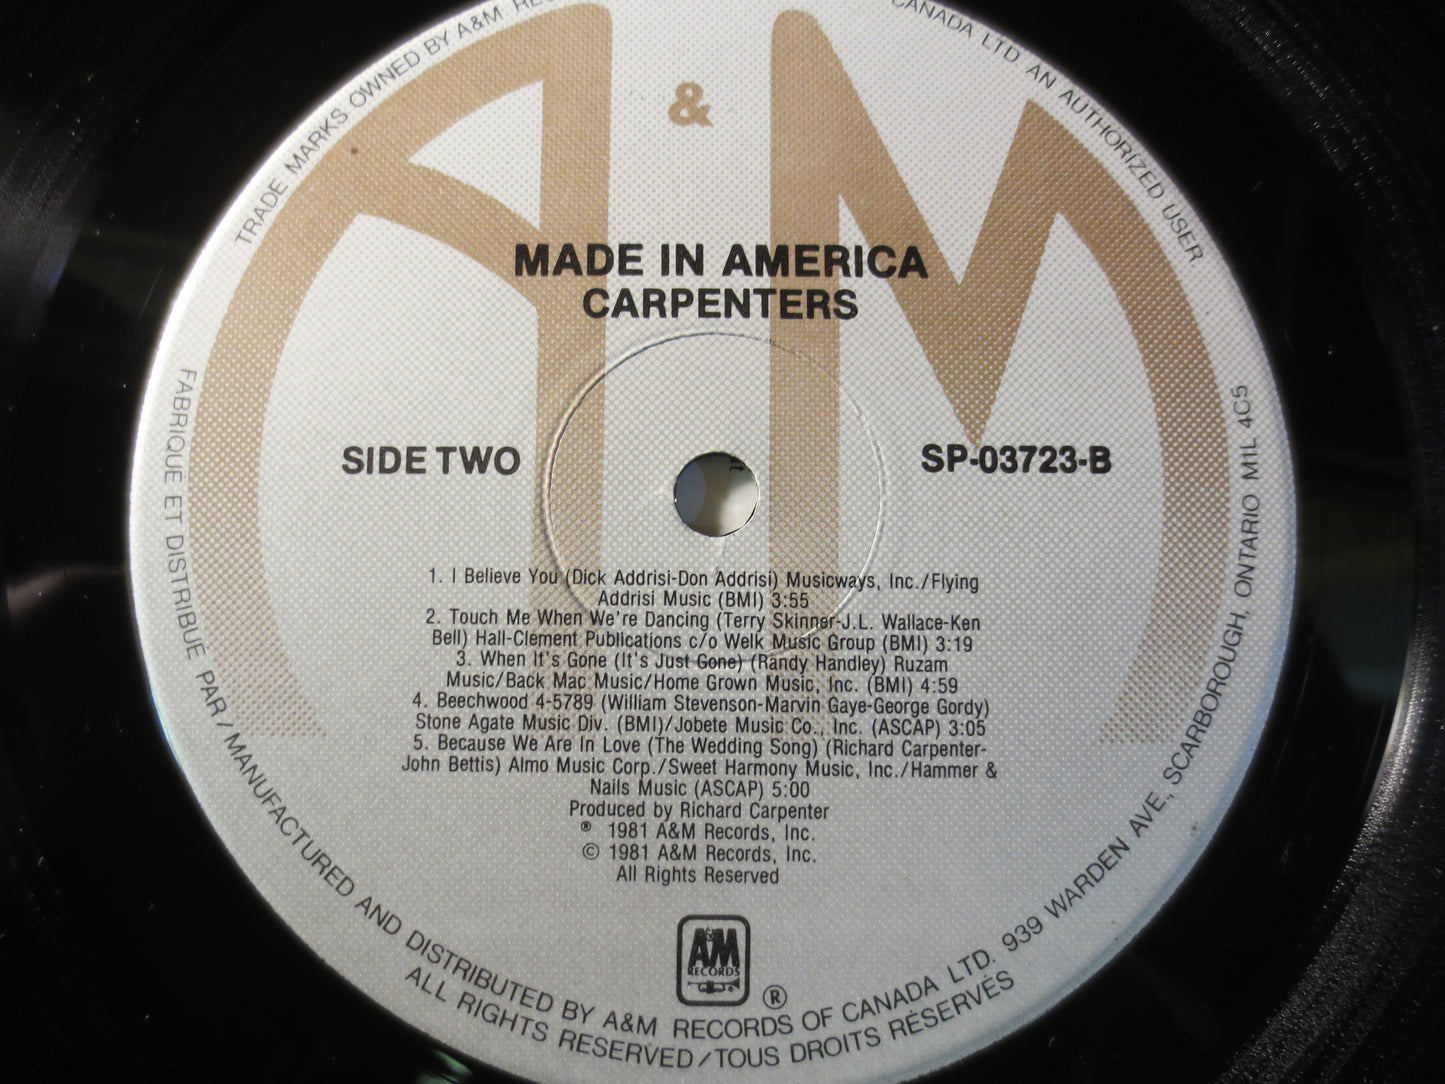 A & M
TRADE MARKS OWNED BY A&M
CANADA LTD AN AUTHORIZED USER
MADE IN AMERICA
CARPENTERS
SIDE TWO
SP-03723-B
1. I Believe You (Dick Addrisi-Don Addrisi) Musicways, Inc./Flying
Addrisi Music (BMI) 3:55
2. Touch Me When We're Dancing (Terry Skinner-J.L. Wallace-Ken
Bell) Hall-Clement Publications c/o Welk Music Group (BMI) 3:19
3. When It's Gone (It's Just Gone) (Randy Handley) Ruzam
Music/Back Mac Music/Home Grown Music, Inc. (BMI) 4:59
4. Beechwood 4-5789 (William Stevenson-Marvin Gaye-George Gordy)
Stone Agate Music Div. (BMI)/Jobete Music Co., Inc. (ASCAP) 3:05
5. Because We Are In Love (The Wedding Song) (Richard Carpenter-
John Bettis) Almo Music Corp./Sweet Harmony Music, Inc./Hammer &
Nails Music (ASCAP) 5:00
Produced by Richard Carpenter
℗ 1981 A&M Records, Inc.
© 1981 A&M Records, Inc.
All Rights Reserved
A&M
RECORDS
®
FABRIQUÉ ET DISTRIBUÉ PAR / MANUFACTURED AND DISTRIBUTED BY A&M RECORDS OF CANADA LTD. 939 WARDEN AVE., SCARBOROUGH, ONTARIO M1L 4C5
ALL RIGHTS RESERVED/TOUS DROITS RÉSERVÉS